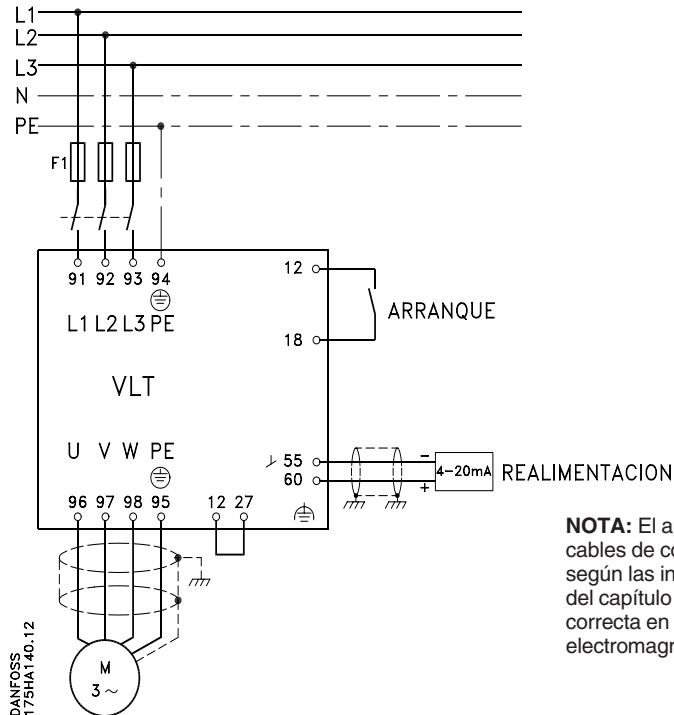 L1
L2
L3
N
PE
F1
91 92 93 94
L1 L2 L3 PE
12
ARRANQUE
18
VLT
U V W PE
55
60
- 4-20mA +
REALIMENTACION
96 97 98 95
12 27
NOTA: El a
cables de co
según las in
del capítulo
correcta en
electromagn
M
3 ~
DANFOSS
175HA140.12